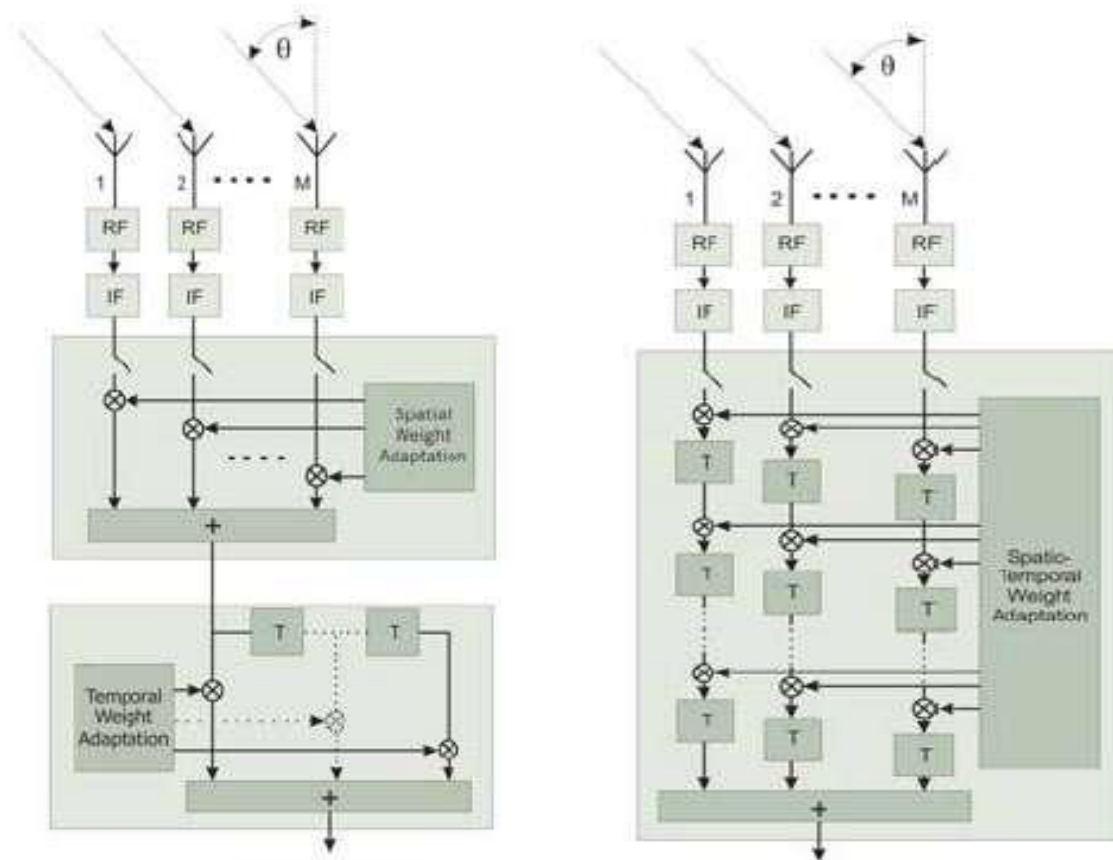 θ
1 2 M
RF RF RF
IF IF IF
Spatial
Weight
Adaptation
+
T T
Temporal
Weight
Adaptation
+
θ
1 2 M
RF RF RF
IF IF IF
T T T
T T T
T T T
Spatio-
Temporal
Weight
Adaptation
+